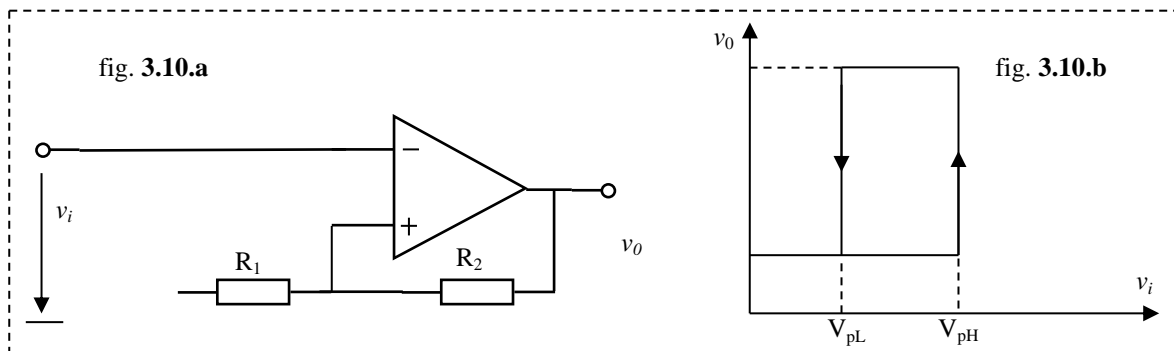 fig. 3.10.a
v0
fig. 3.10.b
−
vi
+
v0
R1
R2
vi
VpL
VpH